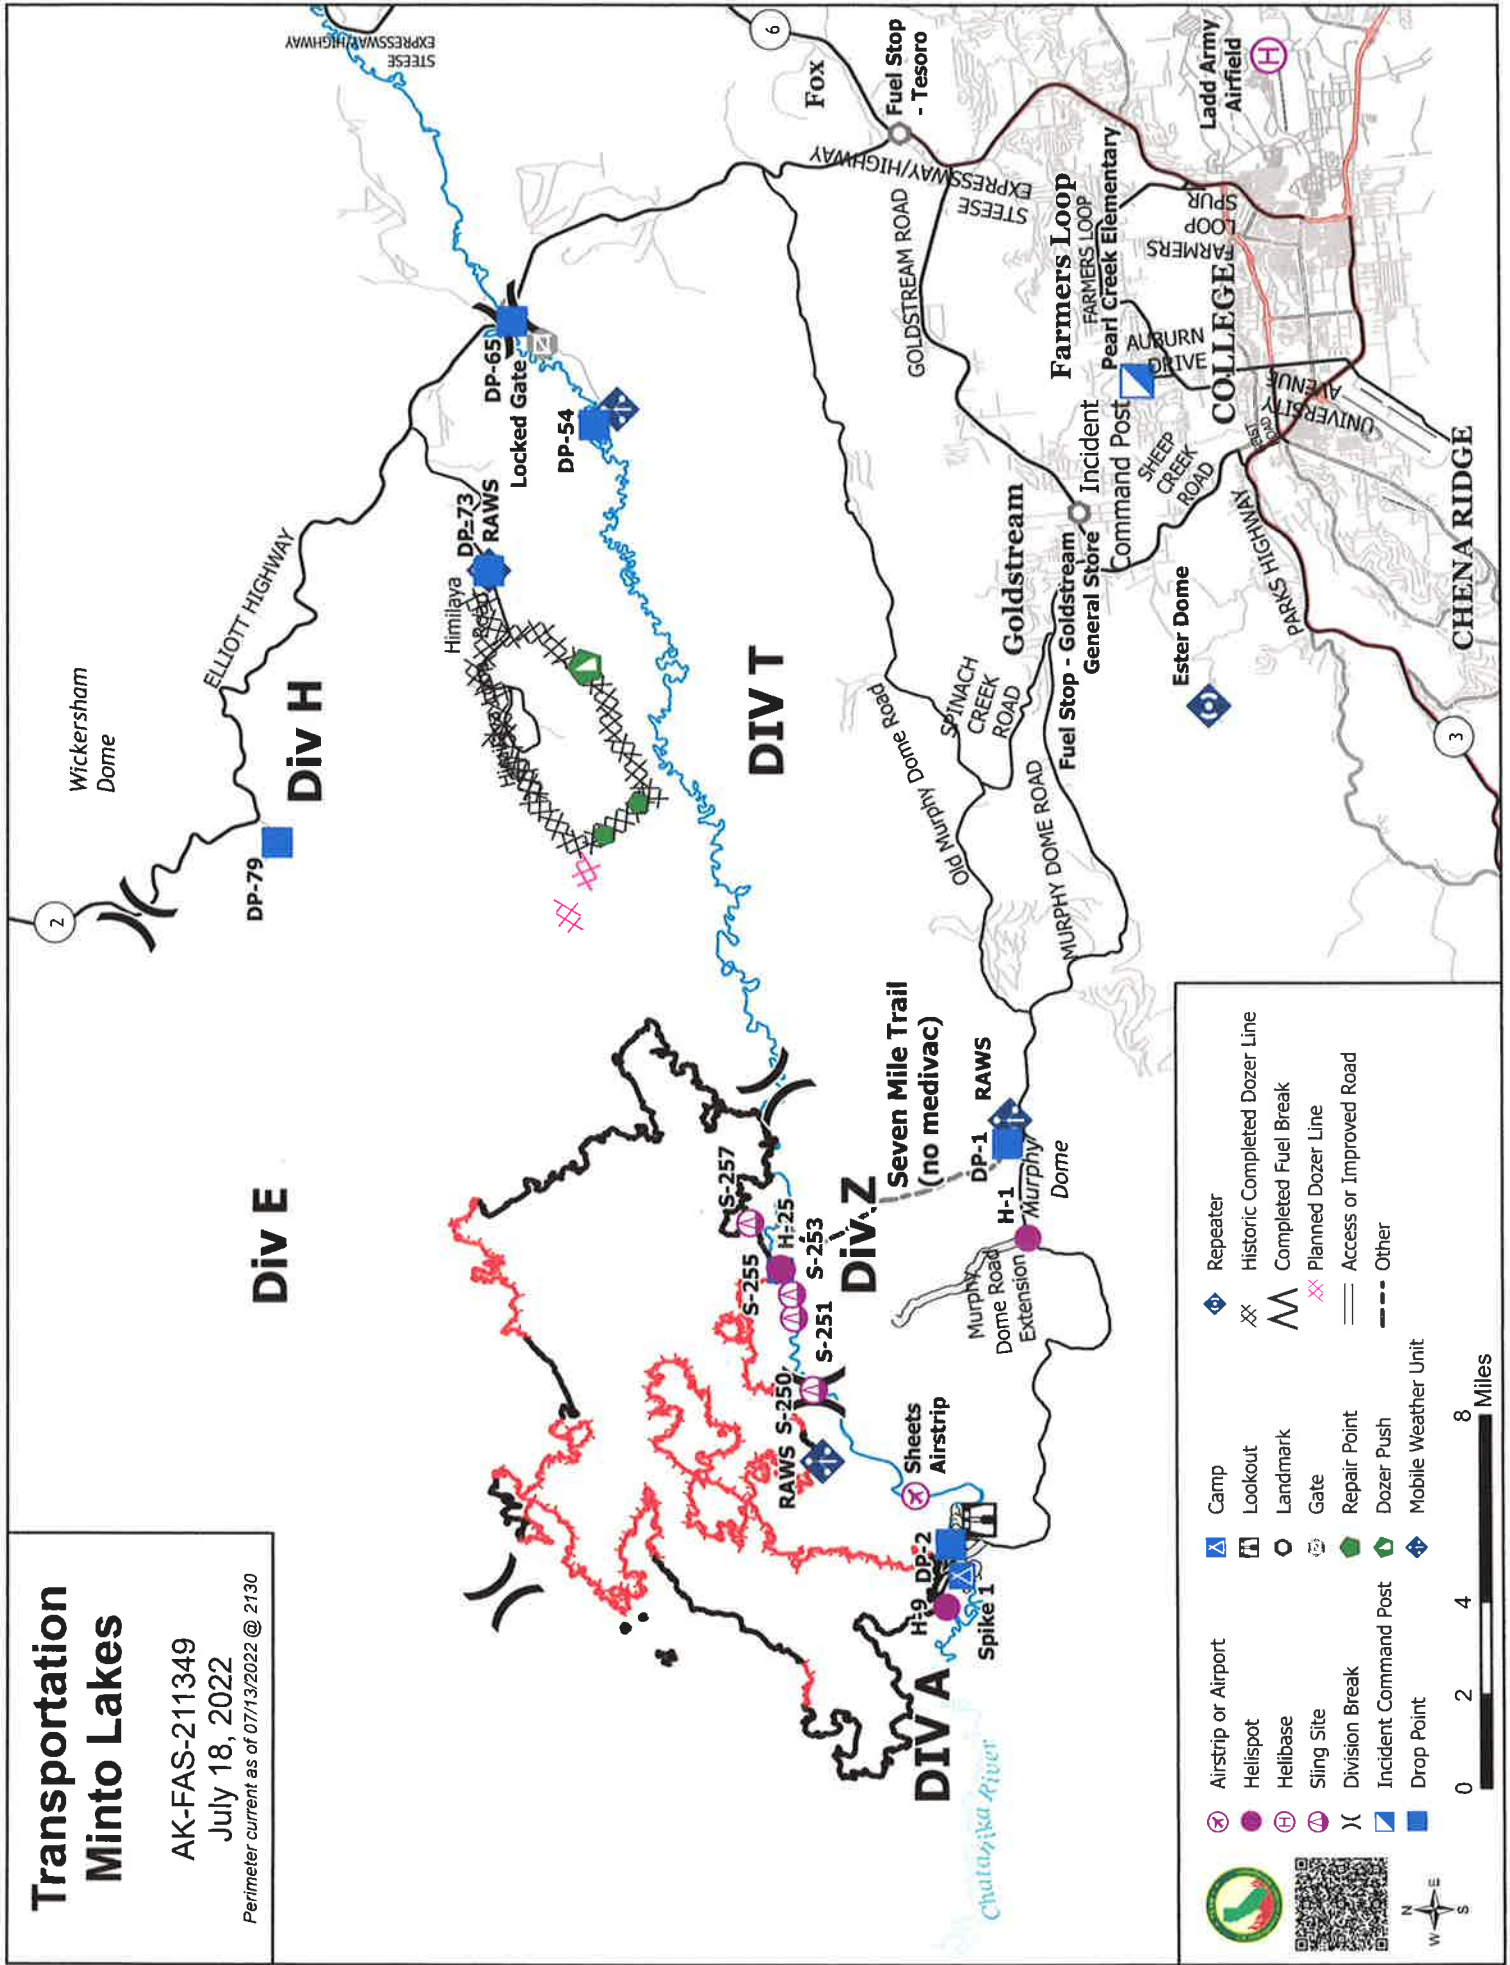 Transportation
Minto Lakes
AK-FAS-211349
July 18, 2022
Perimeter current as of 07/13/2022 @ 2130
Wickersham
Dome
2
DP-79
ELLIOTT HIGHWAY
Div H
Div E
STEESE
EXPRESSWAY/HIGHWAY
DP-65
Locked Gate
DP-54
DP-73
RAWS
Himilaya
Road
DIV T
6
Fox
Fuel Stop
- Tesoro
STEESE
EXPRESSWAY/HIGHWAY
GOLDSTREAM ROAD
Ladd Army
Airfield
H
Farmers Loop
FARMERS LOOP
Pearl Creek Elementary
FARMERS
LOOP
SPUR
AUBURN
DRIVE
COLLEGE
UNIVERSITY
AVENUE
Incident
Command Post
SHEEP
CREEK
ROAD
EAST
ROAD
Goldstream
Fuel Stop - Goldstream
General Store
PARKS HIGHWAY
CHENA RIDGE
Ester Dome
3
SPINACH
CREEK
ROAD
Old Murphy Dome Road
MURPHY DOME ROAD
Seven Mile Trail
(no medivac)
DP-1
RAWS
H-1
Murphy
Dome
Murphy
Dome Road
Extension
Div Z
S-257
H-25
S-255
S-253
S-251
S-250
RAWS
Sheets
Airstrip
DP-2
H-9
Spike 1
DIV A
Chatanika River
Airstrip or Airport
Helispot
Helibase
Sling Site
Division Break
Incident Command Post
Drop Point
Camp
Lookout
Landmark
Gate
Repair Point
Dozer Push
Mobile Weather Unit
Repeater
Historic Completed Dozer Line
Completed Fuel Break
Planned Dozer Line
Access or Improved Road
Other
N
W
E
S
0
2
4
8
Miles